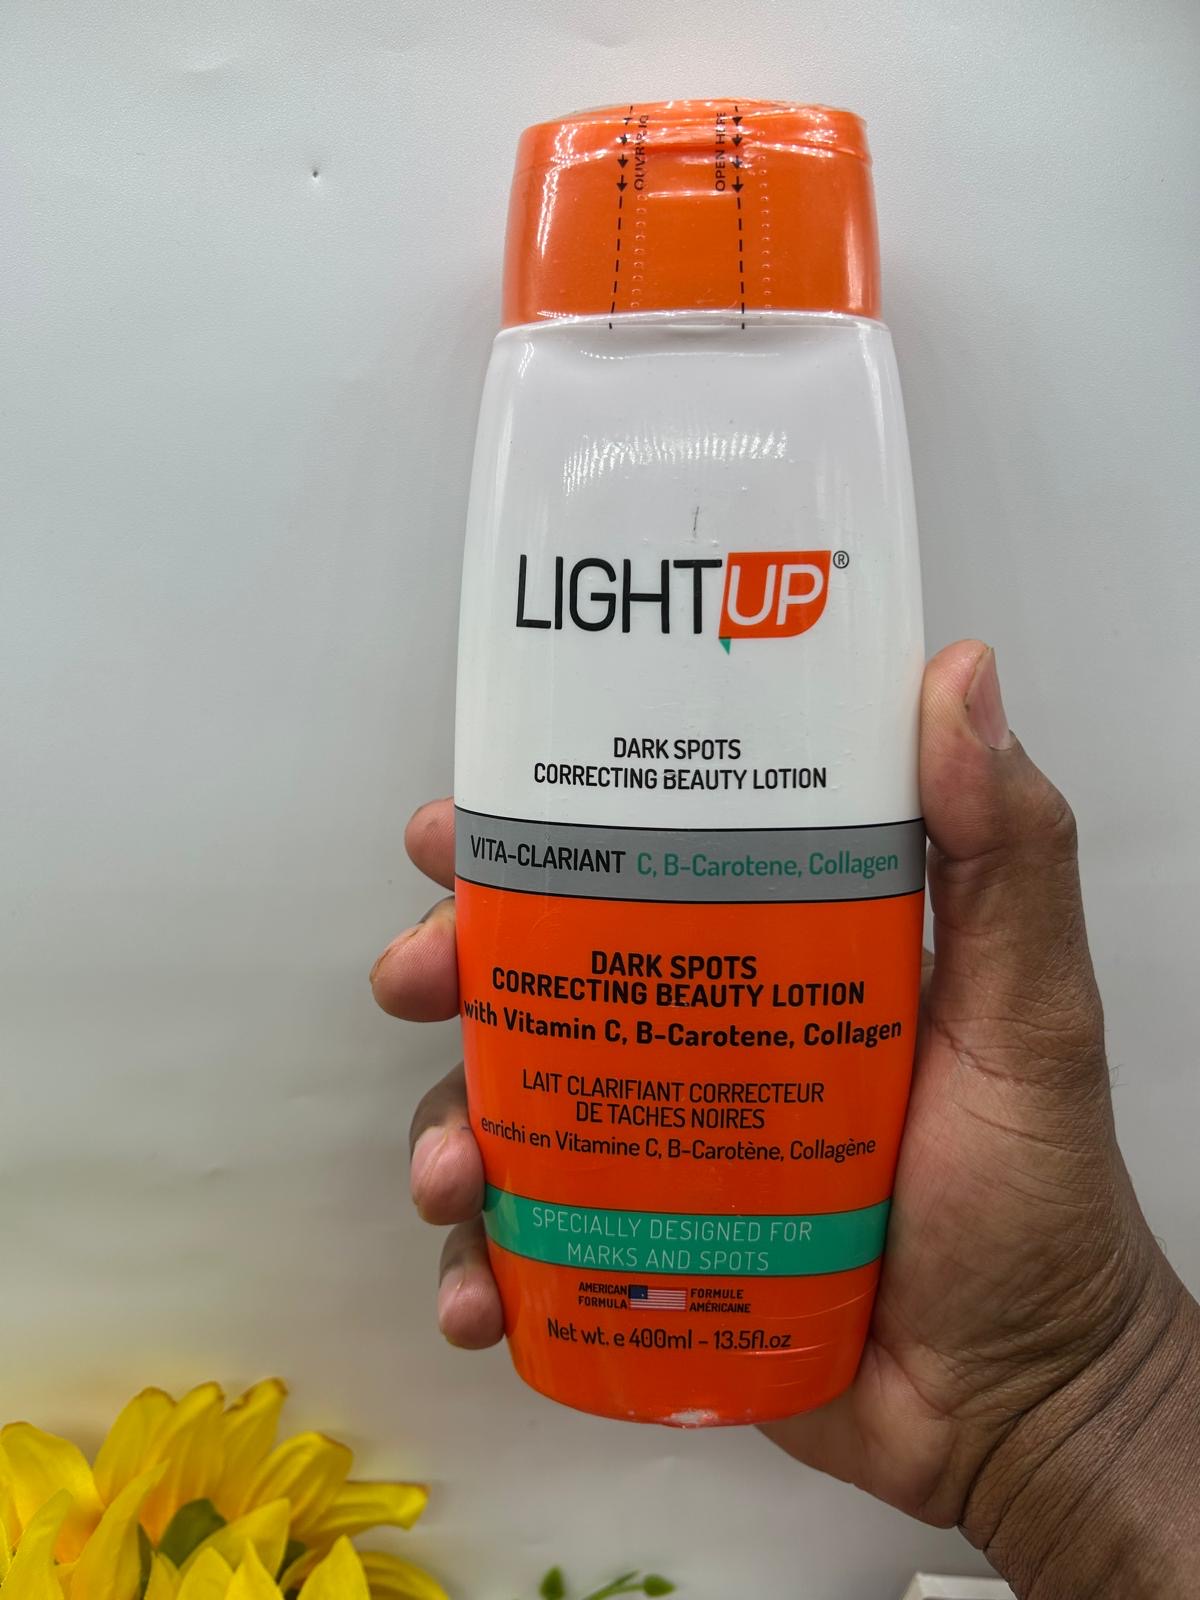 OUVRIR ICI
OPEN HERE
LIGHTUP®
DARK SPOTS
CORRECTING BEAUTY LOTION
VITA-CLARIANT C, B-Carotene, Collagen
DARK SPOTS
CORRECTING BEAUTY LOTION
with Vitamin C, B-Carotene, Collagen
LAIT CLARIFIANT CORRECTEUR
DE TACHES NOIRES
enrichi en Vitamine C, B-Carotène, Collagène
SPECIALLY DESIGNED FOR
MARKS AND SPOTS
AMERICAN FORMULA
FORMULE AMÉRICAINE
Net wt. e 400ml - 13.5fl.oz